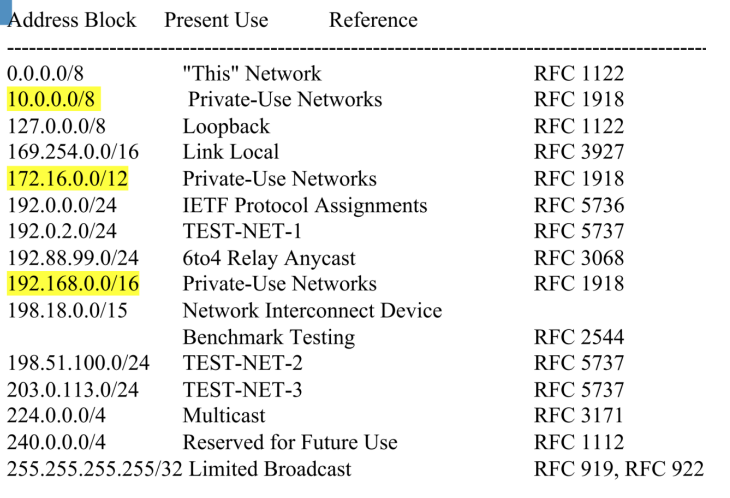 Address Block Present Use Reference
-----------------------------------------------------------------------------------------------
0.0.0.0/8 "This" Network RFC 1122
10.0.0.0/8 Private-Use Networks RFC 1918
127.0.0.0/8 Loopback RFC 1122
169.254.0.0/16 Link Local RFC 3927
172.16.0.0/12 Private-Use Networks RFC 1918
192.0.0.0/24 IETF Protocol Assignments RFC 5736
192.0.2.0/24 TEST-NET-1 RFC 5737
192.88.99.0/24 6to4 Relay Anycast RFC 3068
192.168.0.0/16 Private-Use Networks RFC 1918
198.18.0.0/15 Network Interconnect Device
Benchmark Testing RFC 2544
198.51.100.0/24 TEST-NET-2 RFC 5737
203.0.113.0/24 TEST-NET-3 RFC 5737
224.0.0.0/4 Multicast RFC 3171
240.0.0.0/4 Reserved for Future Use RFC 1112
255.255.255.255/32 Limited Broadcast RFC 919, RFC 922